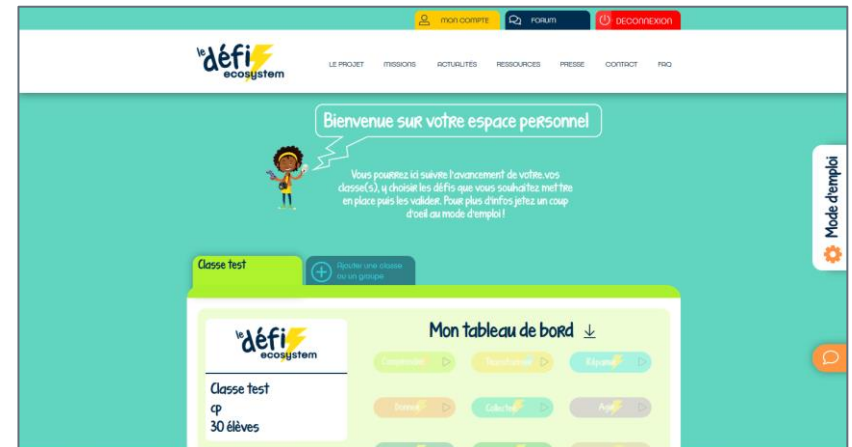 mon compte
Forum
Deconnexion
le défi ecosystem
Le projet
missions
actualités
ressources
presse
contact
FAQ
Bienvenue sur votre espace personnel
Vous pourrez ici suivre l'avancement de votre.vos
classe(s), y choisir les défis que vous souhaitez mettre
en place puis les valider. Pour plus d'infos jetez un coup
d'oeil au mode d'emploi !
Mode d'emploi
Classe test
Ajouter une classe
ou un groupe
le défi ecosystem
Mon tableau de bord
Comprendre
Transformer
Réparer
Donner
Collecter
Agir
Classe test
cp
30 élèves